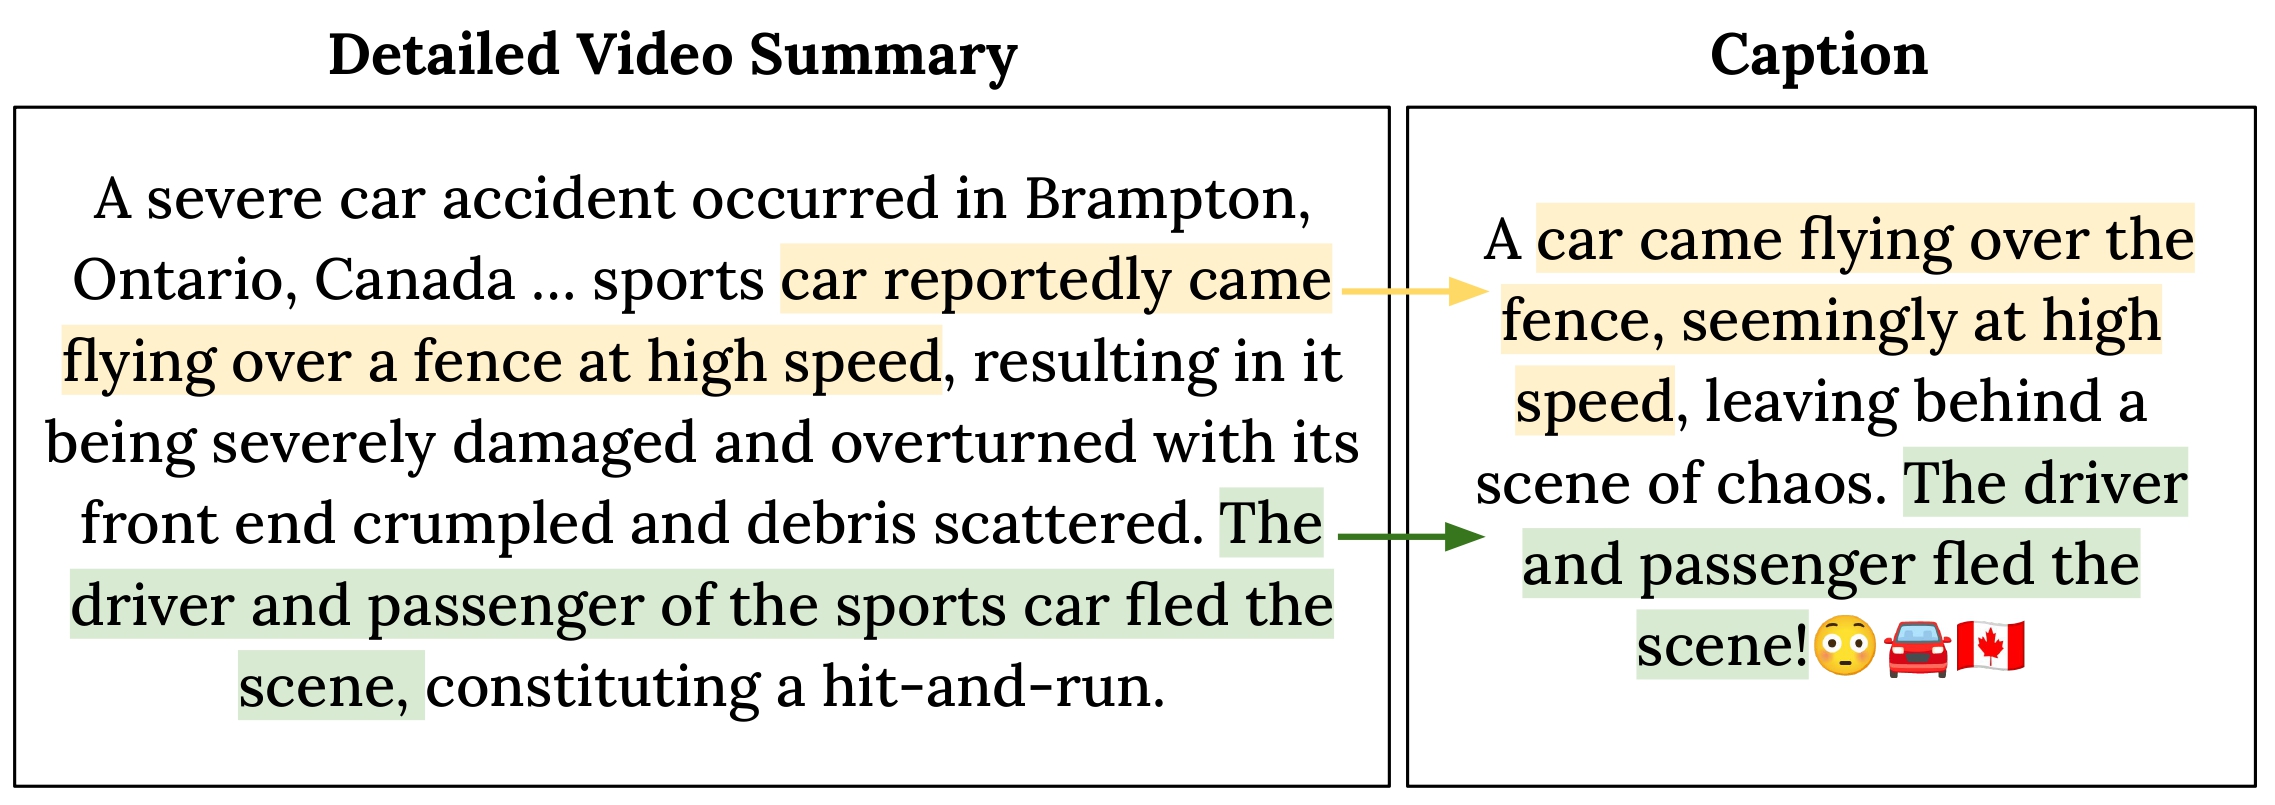 Detailed Video Summary
A severe car accident occurred in Brampton,
Ontario, Canada ... sports car reportedly came
flying over a fence at high speed, resulting in it
being severely damaged and overturned with its
front end crumpled and debris scattered. The
driver and passenger of the sports car fled the
scene, constituting a hit-and-run.
Caption
A car came flying over the
fence, seemingly at high
speed, leaving behind a
scene of chaos. The driver
and passenger fled the
scene!😳🚘🇨🇦